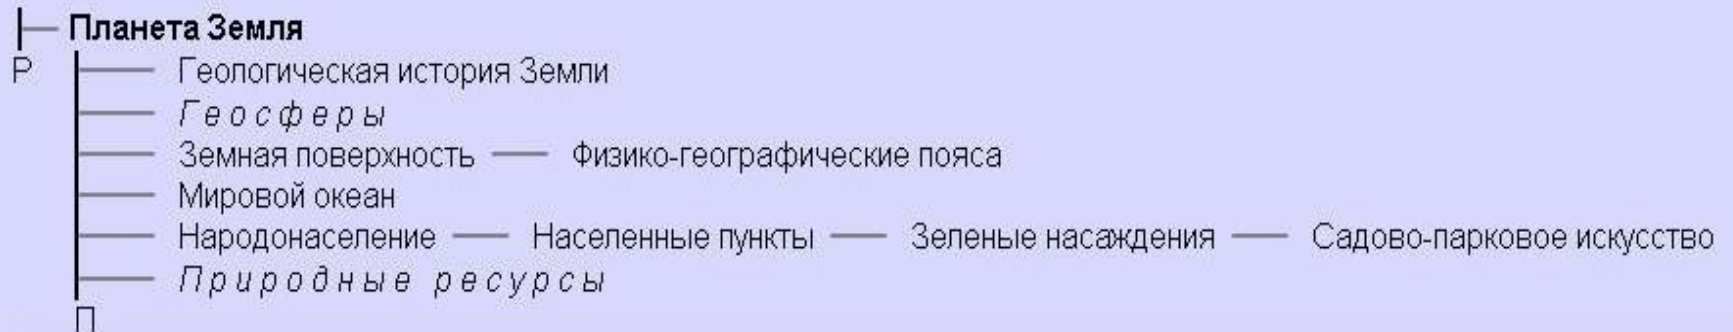 Планета Земля
Р Геологическая история Земли
Геосферы
Земная поверхность Физико-географические пояса
Мировой океан
Народонаселение Населенные пункты Зеленые насаждения Садово-парковое искусство
Природные ресурсы
П